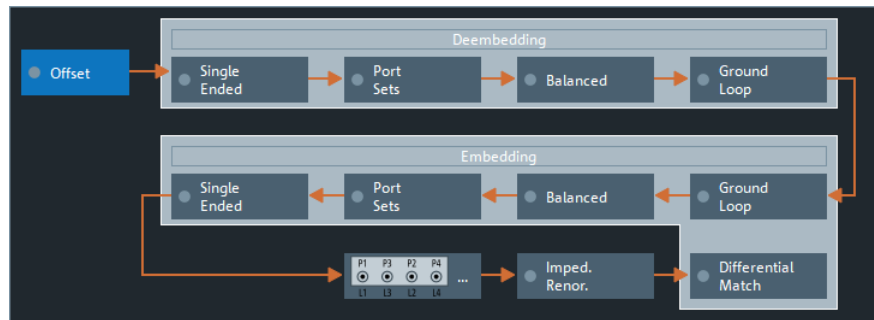 Deembedding
Offset
Single
Ended
Port
Sets
Balanced
Ground
Loop
Embedding
Single
Ended
Port
Sets
Balanced
Ground
Loop
P1 P3 P2 P4
...
L1 L3 L2 L4
Imped.
Renor.
Differential
Match